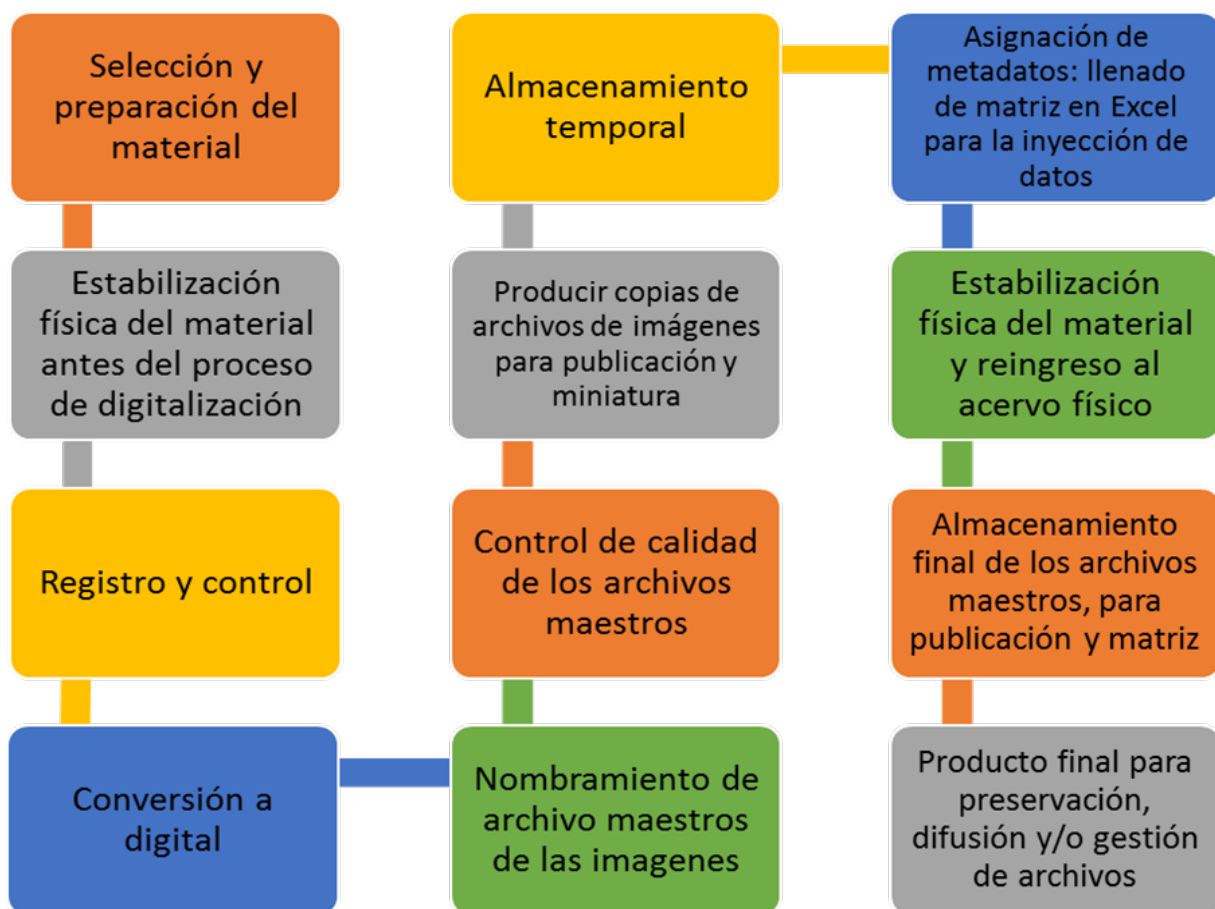 Selección y
preparación del
material
Estabilización
física del material
antes del proceso
de digitalización
Registro y control
Conversión a
digital
Nombramiento de
archivo maestros
de las imagenes
Control de calidad
de los archivos
maestros
Producir copias de
archivos de imágenes
para publicación y
miniatura
Almacenamiento
temporal
Asignación de
metadatos: llenado
de matriz en Excel
para la inyección de
datos
Estabilización
física del material
y reingreso al
acervo físico
Almacenamiento
final de los archivos
maestros, para
publicación y matriz
Producto final para
preservación,
difusión y/o gestión
de archivos